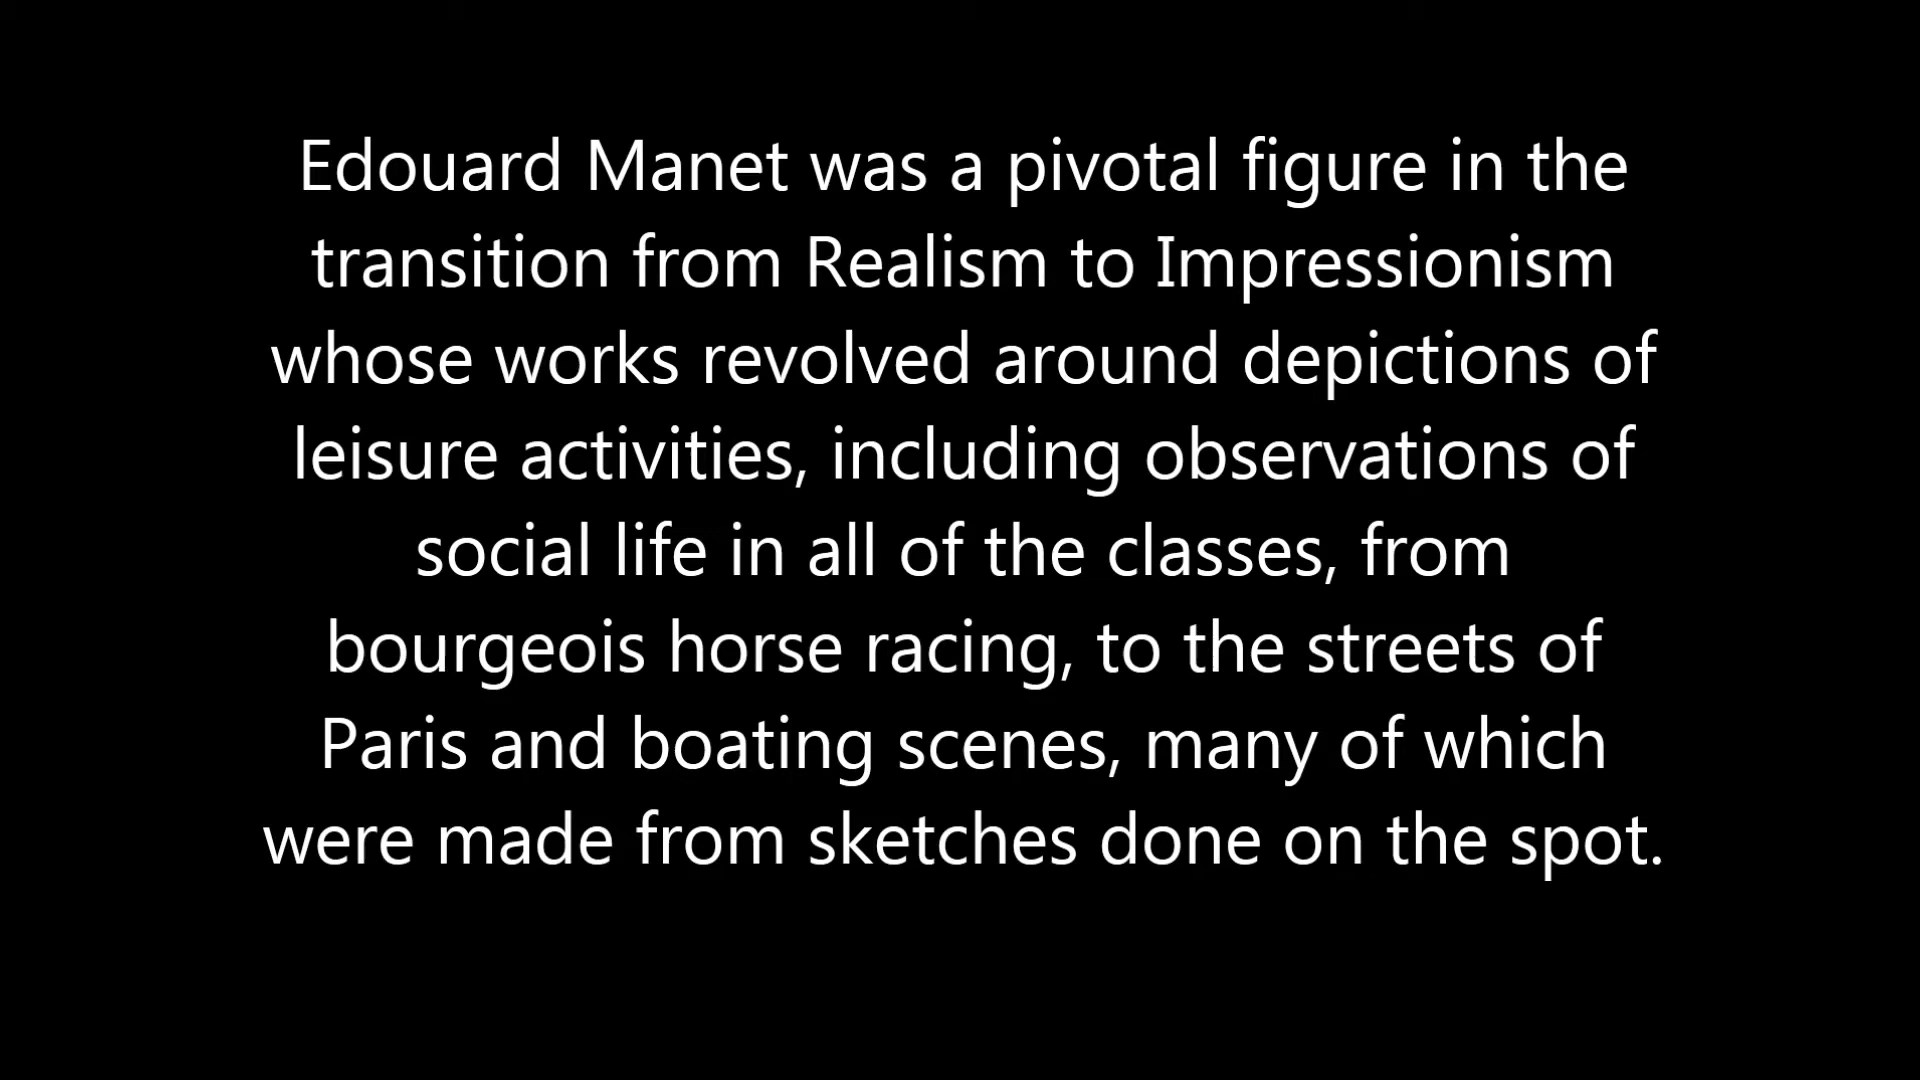 Edouard Manet was a pivotal figure in the
transition from Realism to Impressionism
whose works revolved around depictions of
leisure activities, including observations of
social life in all of the classes, from
bourgeois horse racing, to the streets of
Paris and boating scenes, many of which
were made from sketches done on the spot.